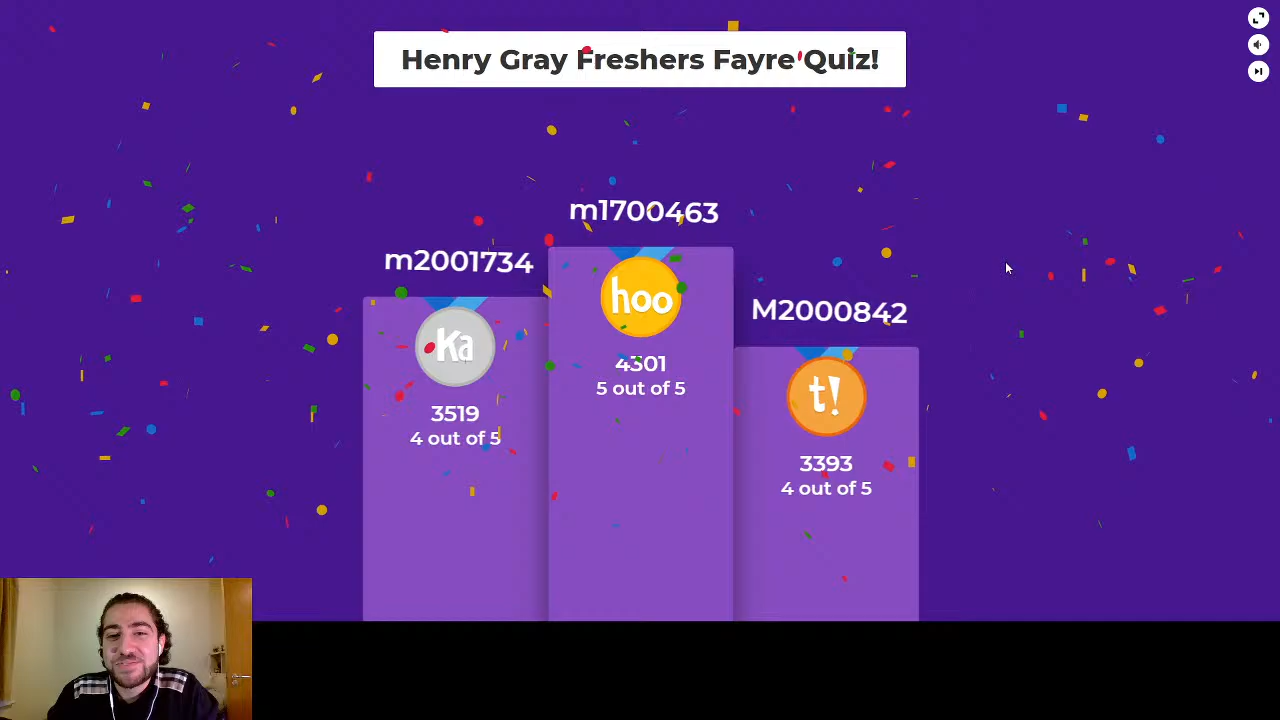 Henry Gray Freshers Fayre Quiz!
m1700463
m2001734
M2000842
hoo
4301
5 out of 5
Ka
3519
4 out of 5
t!
3393
4 out of 5